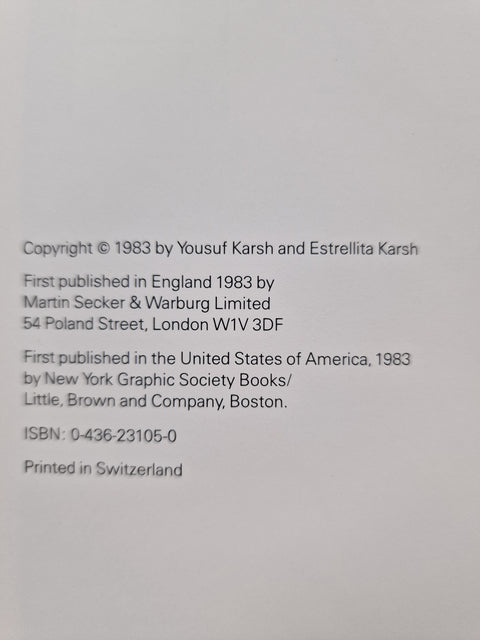 Copyright © 1983 by Yousuf Karsh and Estrellita Karsh
First published in England 1983 by
Martin Secker & Warburg Limited
54 Poland Street, London W1V 3DF
First published in the United States of America, 1983
by New York Graphic Society Books/
Little, Brown and Company, Boston.
ISBN: 0-436-23105-0
Printed in Switzerland